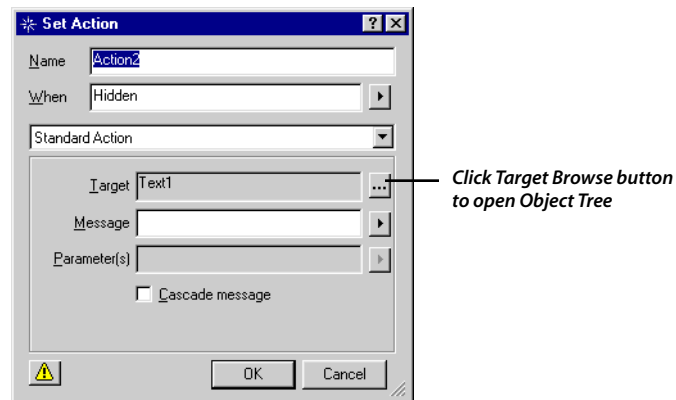 Set Action
Name Action2
When Hidden
Standard Action
Target Text1 ...
Message
Parameter(s)
Cascade message
OK Cancel
Click Target Browse button
to open Object Tree